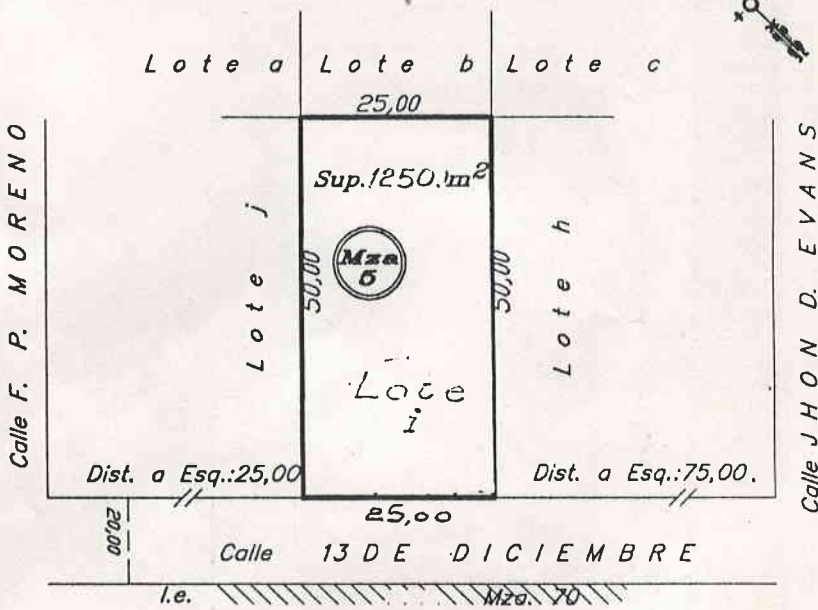 Lote a Lote b Lote c
25,00
Sup. 1250. m²
Calle F. P. MORENO
Lote j
50,00
Mza
5
50,00
Lote h
Calle JHON D. EVANS
Lote
i
Dist. a Esq.:25,00
Dist. a Esq.:75,00.
25,00
20,00
Calle 13 DE DICIEMBRE
l.e.
Mza. 70